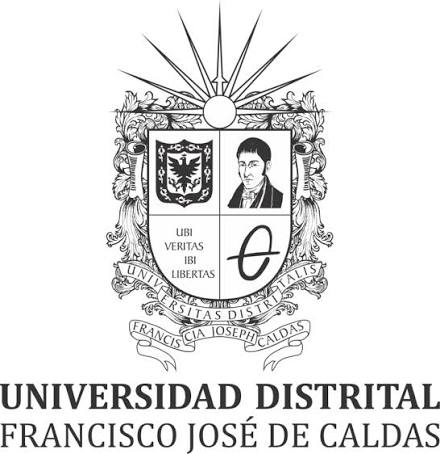 UBI
VERITAS
IBI
LIBERTAS
UNIVERSITAS DISTRITALIS
FRANCISCIA JOSEPH CALDAS
UNIVERSIDAD DISTRITAL
FRANCISCO JOSÉ DE CALDAS